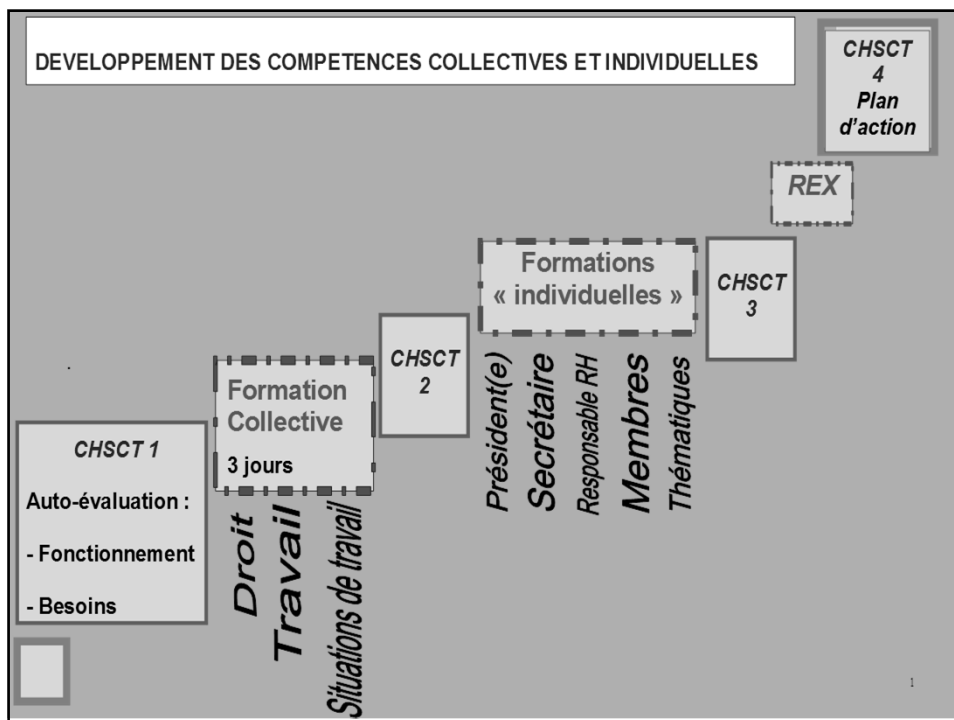 DEVELOPPEMENT DES COMPETENCES COLLECTIVES ET INDIVIDUELLES
CHSCT 1
Auto-évaluation :
- Fonctionnement
- Besoins
Formation
Collective
3 jours
Droit
Travail
Situations de travail
CHSCT
2
Formations
« individuelles »
Président(e)
Secrétaire
Responsable RH
Membres
Thématiques
CHSCT
3
REX
CHSCT
4
Plan
d’action
1